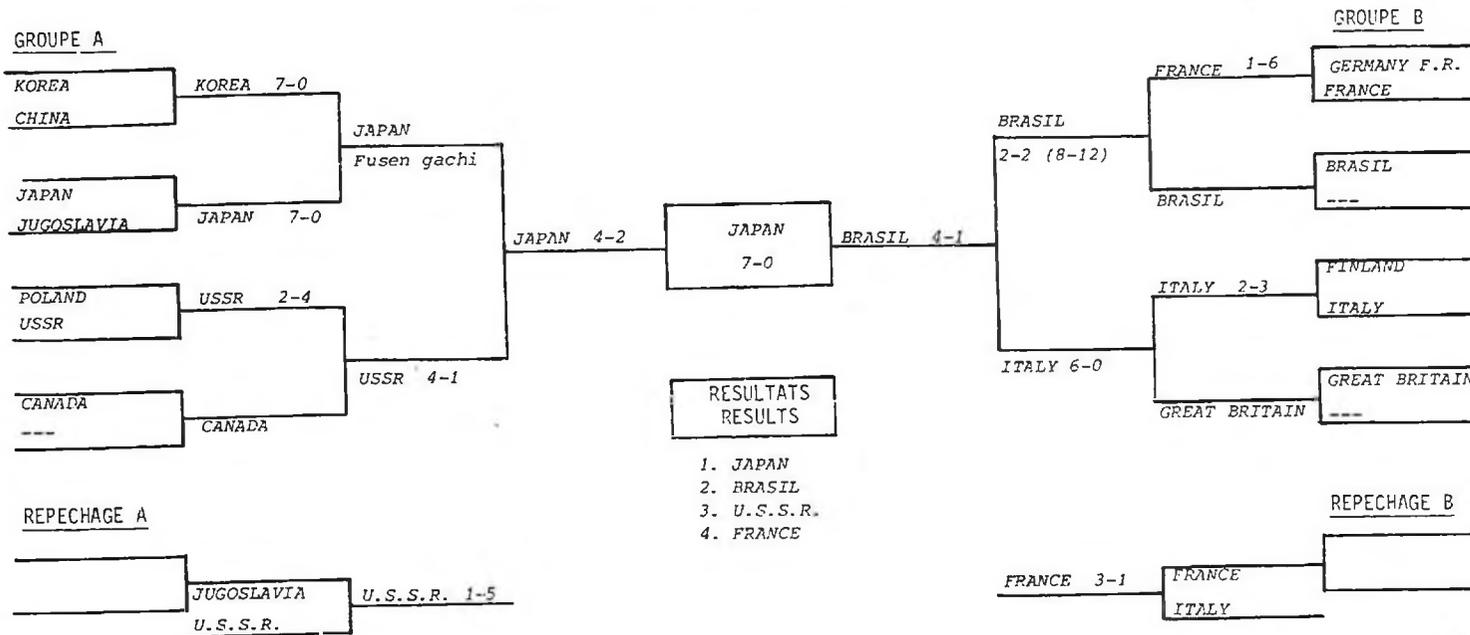 GROUPE A
KOREA
CHINA
KOREA 7-0
JAPAN
Fusen gachi
JAPAN
JUGOSLAVIA
JAPAN 7-0
JAPAN 4-2
POLAND
USSR
USSR 2-4
USSR 4-1
CANADA
---
CANADA
JAPAN
7-0
GROUPE B
GERMANY F.R.
FRANCE
FRANCE 1-6
BRASIL
2-2 (8-12)
BRASIL
---
BRASIL
BRASIL 4-1
FINLAND
ITALY
ITALY 2-3
ITALY 6-0
GREAT BRITAIN
---
GREAT BRITAIN
RESULTATS
RESULTS
1. JAPAN
2. BRASIL
3. U.S.S.R.
4. FRANCE
REPECHAGE A
JUGOSLAVIA
U.S.S.R.
U.S.S.R. 1-5
REPECHAGE B
FRANCE 3-1
FRANCE
ITALY